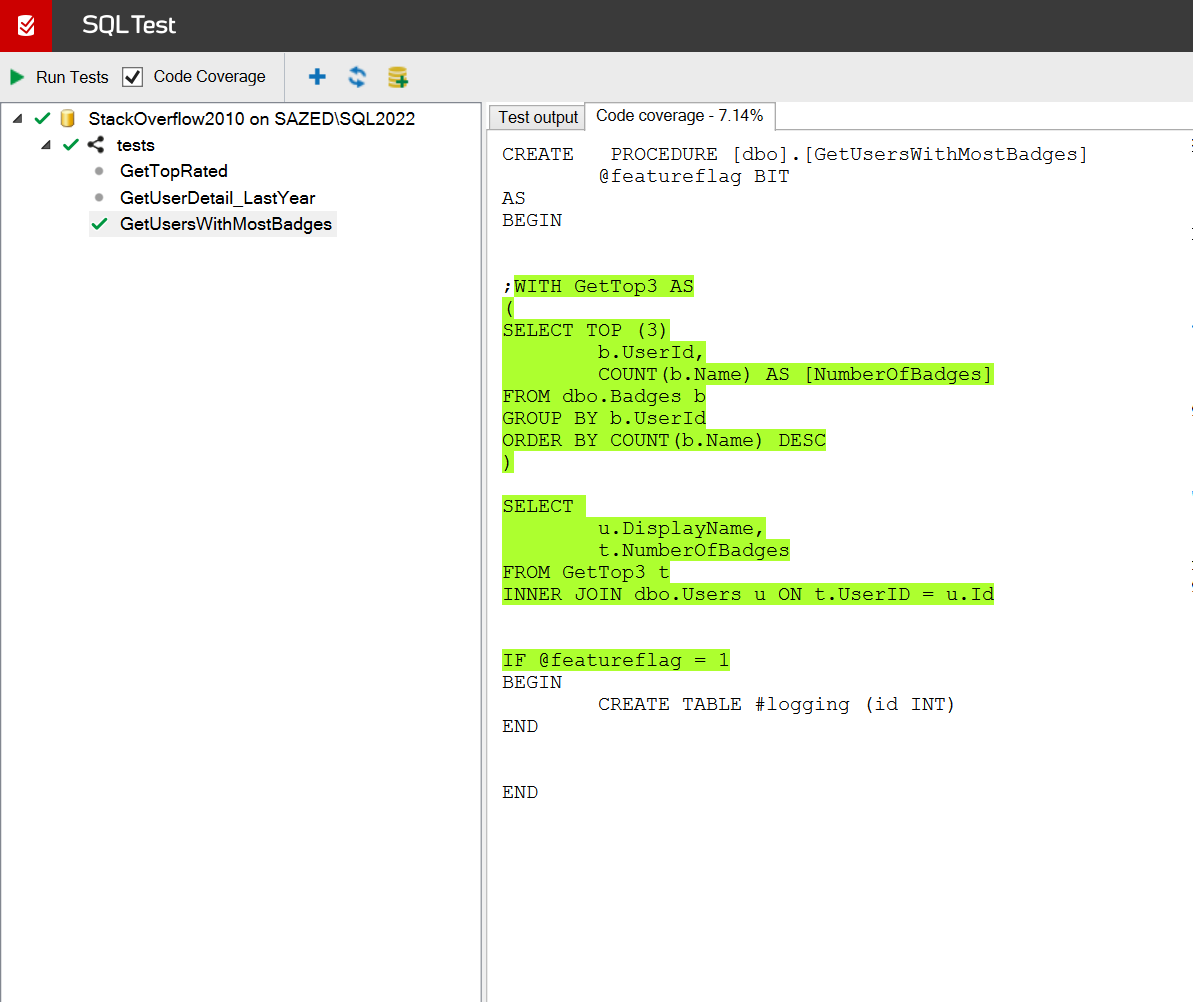 SQL Test
Run Tests Code Coverage
StackOverflow2010 on SAZED\SQL2022
tests
GetTopRated
GetUserDetail_LastYear
GetUsersWithMostBadges
Test output Code coverage - 7.14%
CREATE   PROCEDURE [dbo].[GetUsersWithMostBadges]
        @featureflag BIT
AS
BEGIN
;WITH GetTop3 AS
(
SELECT TOP (3)
        b.UserId,
        COUNT(b.Name) AS [NumberOfBadges]
FROM dbo.Badges b
GROUP BY b.UserId
ORDER BY COUNT(b.Name) DESC
)
SELECT
        u.DisplayName,
        t.NumberOfBadges
FROM GetTop3 t
INNER JOIN dbo.Users u ON t.UserID = u.Id
IF @featureflag = 1
BEGIN
        CREATE TABLE #logging (id INT)
END
END